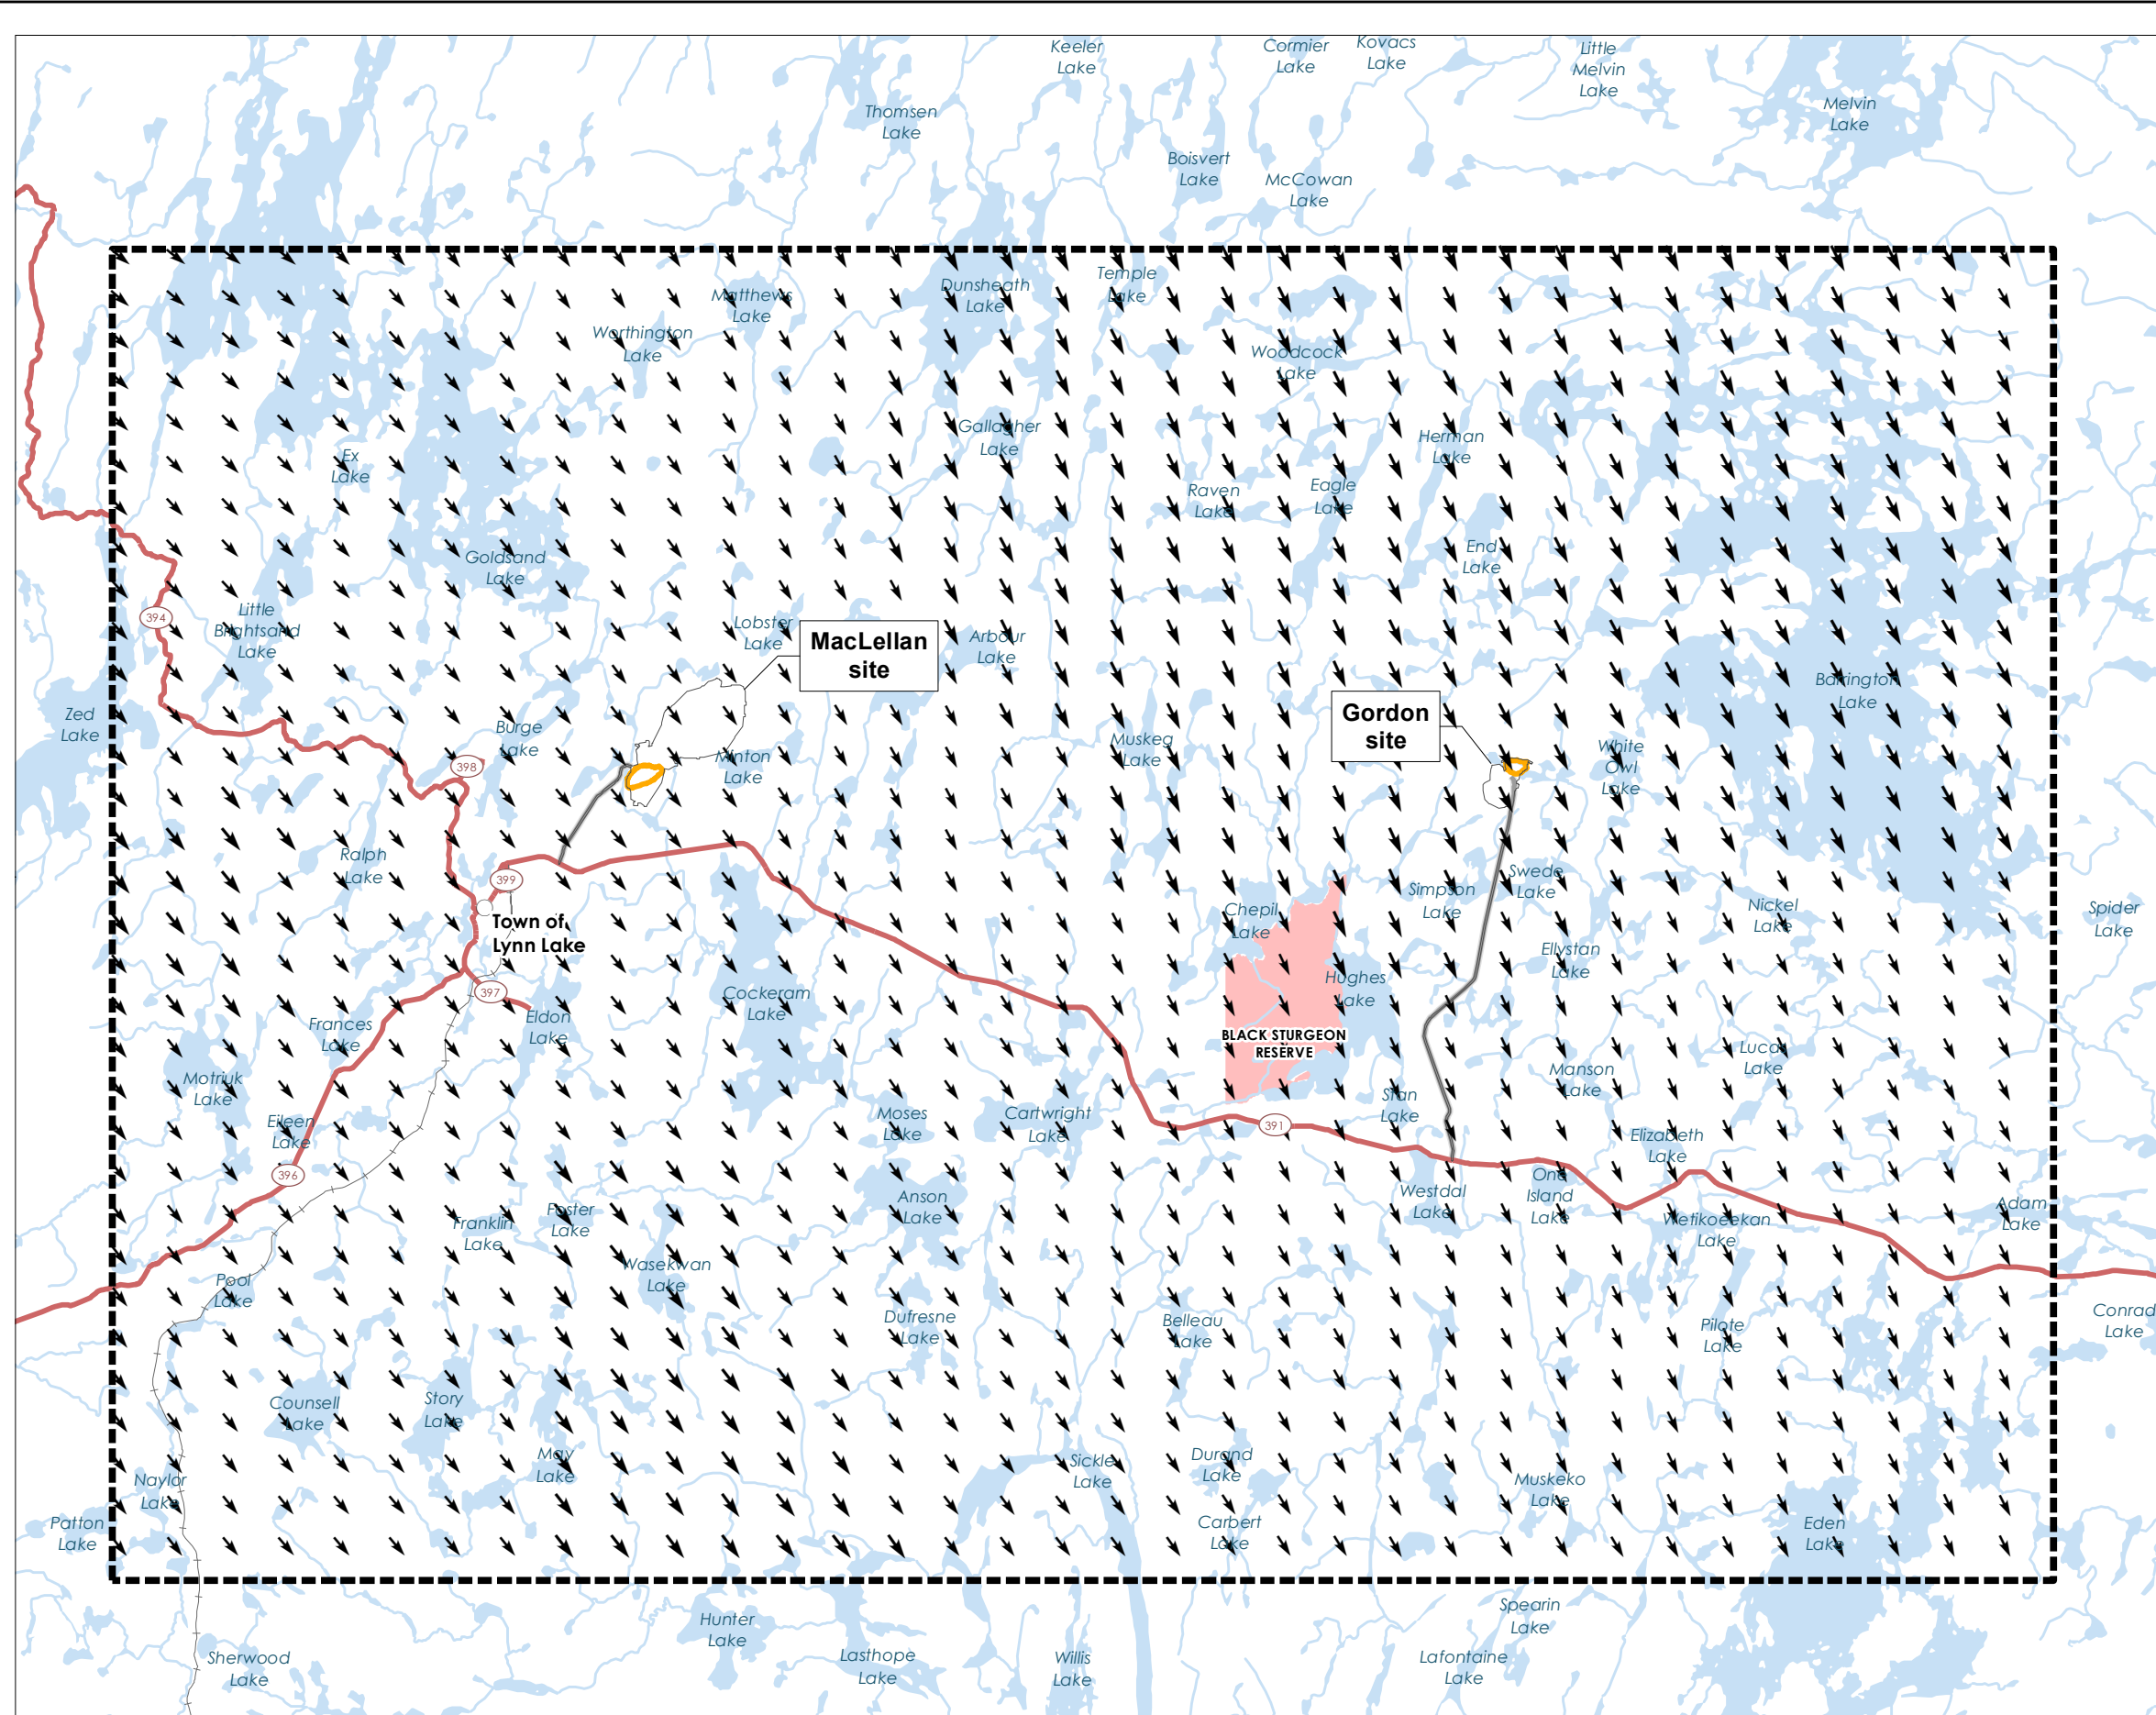 Keeler
Lake
Cormier
Lake
Kovacs
Lake
Little
Melvin
Lake
Melvin
Lake
Thomsen
Lake
Boisvert
Lake
McCowan
Lake
Temple
Lake
Dunsheath
Lake
Matthews
Lake
Worthington
Lake
Woodcock
Lake
Gallagher
Lake
Herman
Lake
Ex
Lake
Raven
Lake
Eagle
Lake
End
Lake
Goldsand
Lake
394
Little
Brightsand
Lake
Lobster
Lake
MacLellan
site
Arbour
Lake
Barrington
Lake
Zed
Lake
Burge
Lake
Gordon
site
Muskeg
Lake
White
Owl
Lake
Minton
Lake
398
Ralph
Lake
399
Swede
Lake
Simpson
Lake
Chepil
Lake
Nickel
Lake
Spider
Lake
Town of
Lynn Lake
Ellystan
Lake
Hughes
Lake
397
Cockeram
Lake
Eldon
Lake
Frances
Lake
BLACK STURGEON
RESERVE
Lucas
Lake
Manson
Lake
Motriuk
Lake
Stan
Lake
Moses
Lake
Cartwright
Lake
391
Eileen
Lake
Elizabeth
Lake
396
One
Island
Lake
Westdal
Lake
Anson
Lake
Adam
Lake
Foster
Lake
Franklin
Lake
Wetikoeekan
Lake
Wasekwan
Lake
Pool
Lake
Dufresne
Lake
Belleau
Lake
Pilote
Lake
Conrad
Lake
Counsell
Lake
Story
Lake
May
Lake
Sickle
Lake
Durand
Lake
Muskeko
Lake
Naylor
Lake
Patton
Lake
Carbert
Lake
Eden
Lake
Spearin
Lake
Hunter
Lake
Sherwood
Lake
Lasthope
Lake
Willis
Lake
Lafontaine
Lake